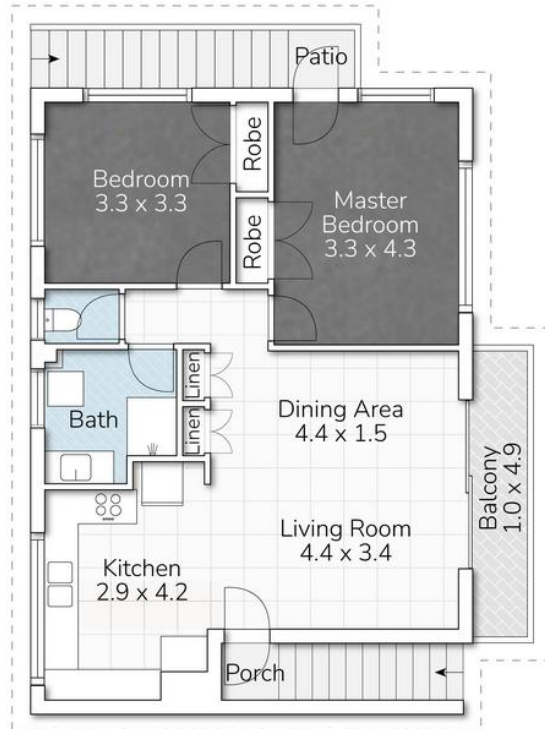 Patio
Bedroom
3.3 x 3.3
Robe
Robe
Master
Bedroom
3.3 x 4.3
Linen
Linen
Bath
Dining Area
4.4 x 1.5
Balcony
1.0 x 4.9
Living Room
4.4 x 3.4
Kitchen
2.9 x 4.2
Porch